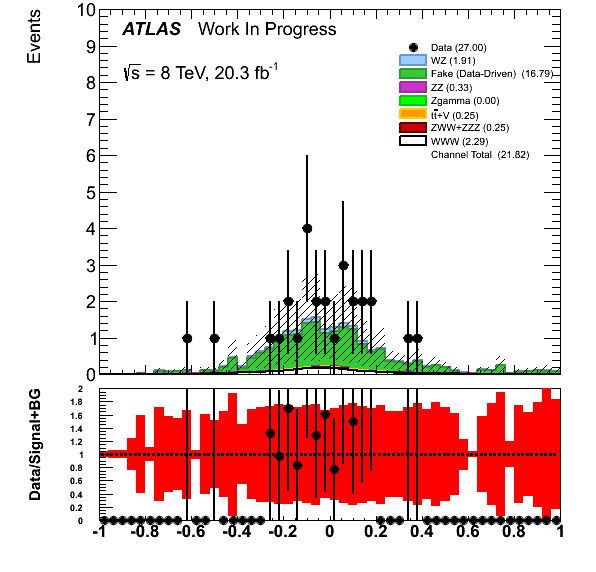 Events
ATLAS Work In Progress
√s = 8 TeV, 20.3 fb⁻¹
Data (27.00)
WZ (1.91)
Fake (Data-Driven) (16.79)
ZZ (0.33)
Zgamma (0.00)
tt̄+V (0.25)
ZWW+ZZZ (0.25)
WWW (2.29)
Channel Total (21.82)
10
9
8
7
6
5
4
3
2
1
0
Data/Signal+BG
2
1.8
1.6
1.4
1.2
1
0.8
0.6
0.4
0.2
0
-1 -0.8 -0.6 -0.4 -0.2 0 0.2 0.4 0.6 0.8 1